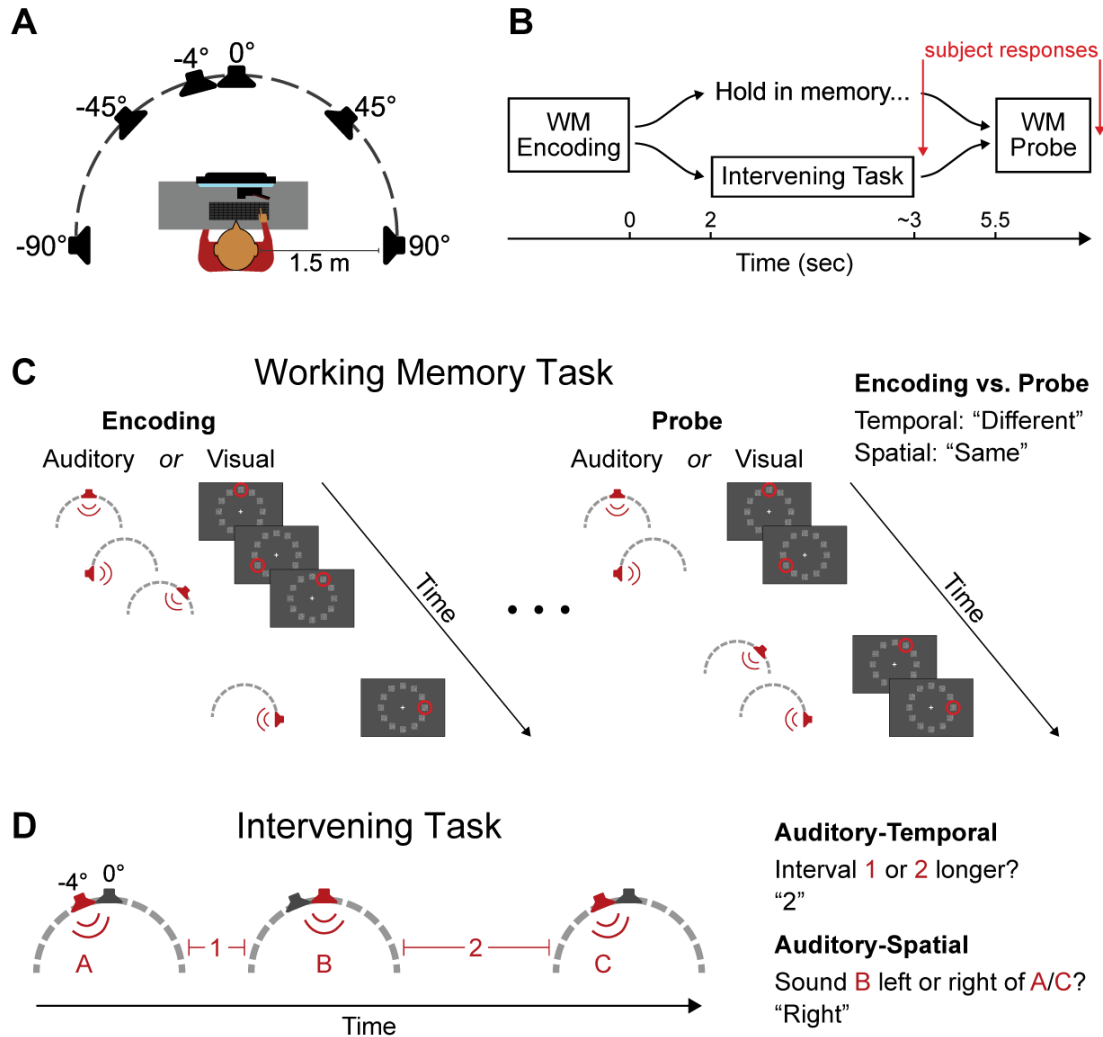 A
-4°
0°
-45°
45°
-90°
90°
1.5 m
B
subject responses
Hold in memory...
WM
Encoding
WM
Probe
Intervening Task
0
2
~3
5.5
Time (sec)
C
Working Memory Task
Encoding
Auditory or Visual
Time
Probe
Auditory or Visual
Time
Encoding vs. Probe
Temporal: “Different”
Spatial: “Same”
D
Intervening Task
-4°
0°
A
1
B
2
C
Time
Auditory-Temporal
Interval 1 or 2 longer?
“2”
Auditory-Spatial
Sound B left or right of A/C?
“Right”